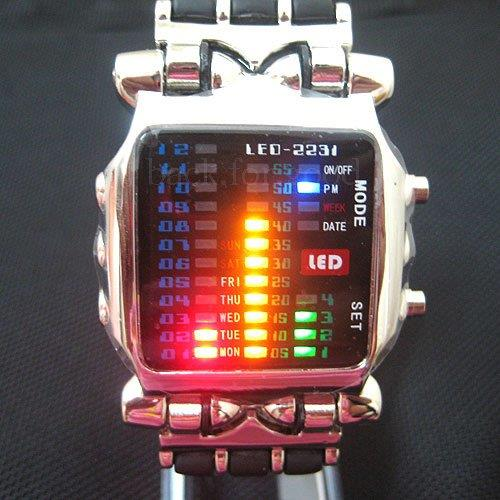 12 LED-2231
11 55 ON/OFF
10 50 PM
09 45 WEEK
08 40 DATE
07 SUN 35
06 SAT 30 LED
05 FRI 25
04 THU 20 4
03 WED 15 3
02 TUE 10 2
01 MON 05 1
MODE
SET